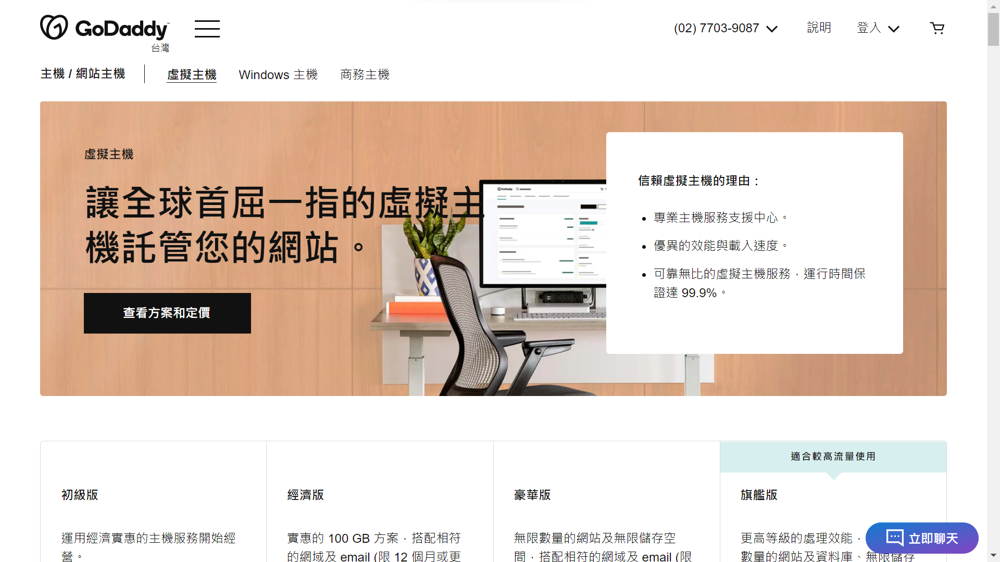 GoDaddy™
台灣
(02) 7703-9087
說明
登入
主機 / 網站主機
虛擬主機
Windows 主機
商務主機
虛擬主機
讓全球首屈一指的虛擬主
機託管您的網站。
查看方案和定價
信賴虛擬主機的理由：
• 專業主機服務支援中心。
• 優異的效能與載入速度。
• 可靠無比的虛擬主機服務，運行時間保
證達 99.9%。
初級版
運用經濟實惠的主機服務開始經
營。
經濟版
實惠的 100 GB 方案，搭配相符
的網域及 email (限 12 個月或更
豪華版
無限數量的網站及無限儲存空
間，搭配相符的網域及 email (限
適合較高流量使用
旗艦版
更高等級的處理效能，
數量的網站及資料庫、無限儲存
立即聊天